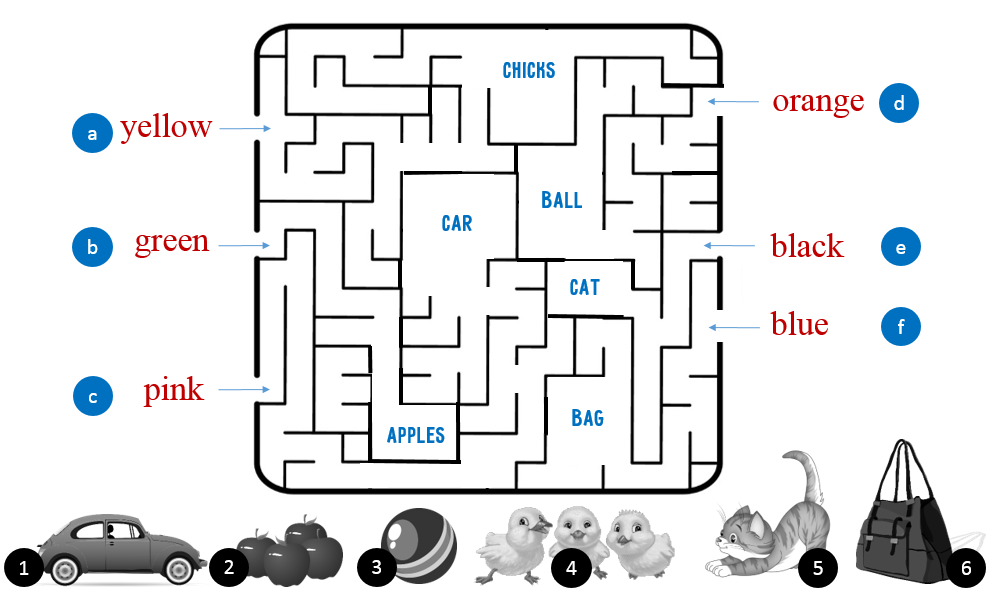 CHICKS
orange d
a yellow
BALL
CAR
b green
black e
CAT
blue f
c pink
BAG
APPLES
1 2 3 4 5 6